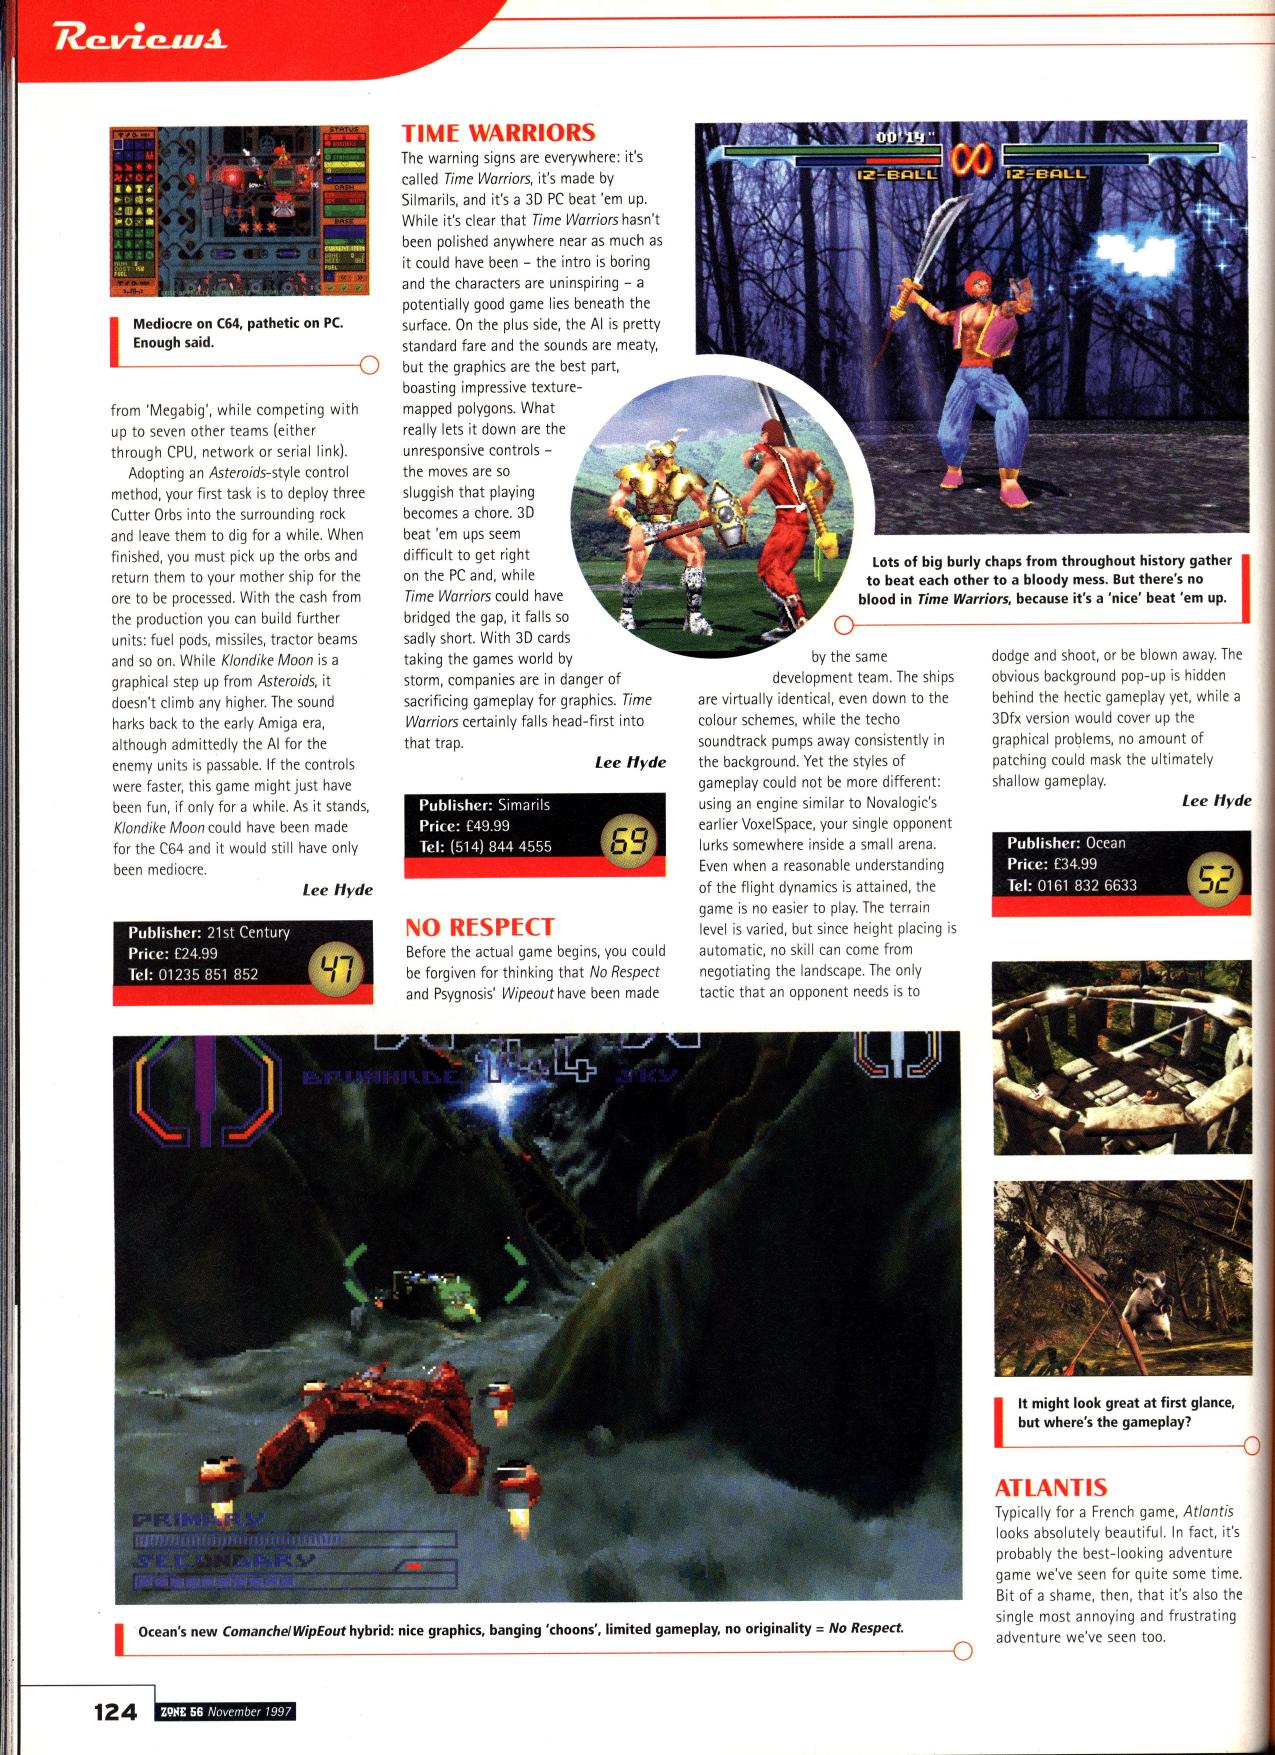 Reviews
Mediocre on C64, pathetic on PC.
Enough said.
from 'Megabig', while competing with
up to seven other teams (either
through CPU, network or serial link).
Adopting an Asteroids-style control
method, your first task is to deploy three
Cutter Orbs into the surrounding rock
and leave them to dig for a while. When
finished, you must pick up the orbs and
return them to your mother ship for the
ore to be processed. With the cash from
the production you can build further
units: fuel pods, missiles, tractor beams
and so on. While Klondike Moon is a
graphical step up from Asteroids, it
doesn't climb any higher. The sound
harks back to the early Amiga era,
although admittedly the AI for the
enemy units is passable. If the controls
were faster, this game might just have
been fun, if only for a while. As it stands,
Klondike Moon could have been made
for the C64 and it would still have only
been mediocre.
Lee Hyde
Publisher: 21st Century
Price: £24.99
Tel: 01235 851 852
47
TIME WARRIORS
The warning signs are everywhere: it's
called Time Warriors, it's made by
Silmarils, and it's a 3D PC beat 'em up.
While it's clear that Time Warriors hasn't
been polished anywhere near as much as
it could have been – the intro is boring
and the characters are uninspiring – a
potentially good game lies beneath the
surface. On the plus side, the AI is pretty
standard fare and the sounds are meaty,
but the graphics are the best part,
boasting impressive texture-
mapped polygons. What
really lets it down are the
unresponsive controls –
the moves are so
sluggish that playing
becomes a chore. 3D
beat 'em ups seem
difficult to get right
on the PC and, while
Time Warriors could have
bridged the gap, it falls so
sadly short. With 3D cards
taking the games world by
storm, companies are in danger of
sacrificing gameplay for graphics. Time
Warriors certainly falls head-first into
that trap.
Lee Hyde
Publisher: Simarils
Price: £49.99
Tel: (514) 844 4555
69
NO RESPECT
Before the actual game begins, you could
be forgiven for thinking that No Respect
and Psygnosis' Wipeout have been made
00'14"
IZ-BALL
IZ-BALL
Lots of big burly chaps from throughout history gather
to beat each other to a bloody mess. But there's no
blood in Time Warriors, because it's a 'nice' beat 'em up.
by the same
development team. The ships
are virtually identical, even down to the
colour schemes, while the techo
soundtrack pumps away consistently in
the background. Yet the styles of
gameplay could not be more different:
using an engine similar to Novalogic's
earlier VoxelSpace, your single opponent
lurks somewhere inside a small arena.
Even when a reasonable understanding
of the flight dynamics is attained, the
game is no easier to play. The terrain
level is varied, but since height placing is
automatic, no skill can come from
negotiating the landscape. The only
tactic that an opponent needs is to
dodge and shoot, or be blown away. The
obvious background pop-up is hidden
behind the hectic gameplay yet, while a
3Dfx version would cover up the
graphical problems, no amount of
patching could mask the ultimately
shallow gameplay.
Lee Hyde
Publisher: Ocean
Price: £34.99
Tel: 0161 832 6633
52
BRUNHILDE 14.4 SKY
PRIMARY
SECONDARY
Ocean's new Comanche/WipEout hybrid: nice graphics, banging 'choons', limited gameplay, no originality = No Respect.
It might look great at first glance,
but where's the gameplay?
ATLANTIS
Typically for a French game, Atlantis
looks absolutely beautiful. In fact, it's
probably the best-looking adventure
game we've seen for quite some time.
Bit of a shame, then, that it's also the
single most annoying and frustrating
adventure we've seen too.
124 ZONE 56 November 1997